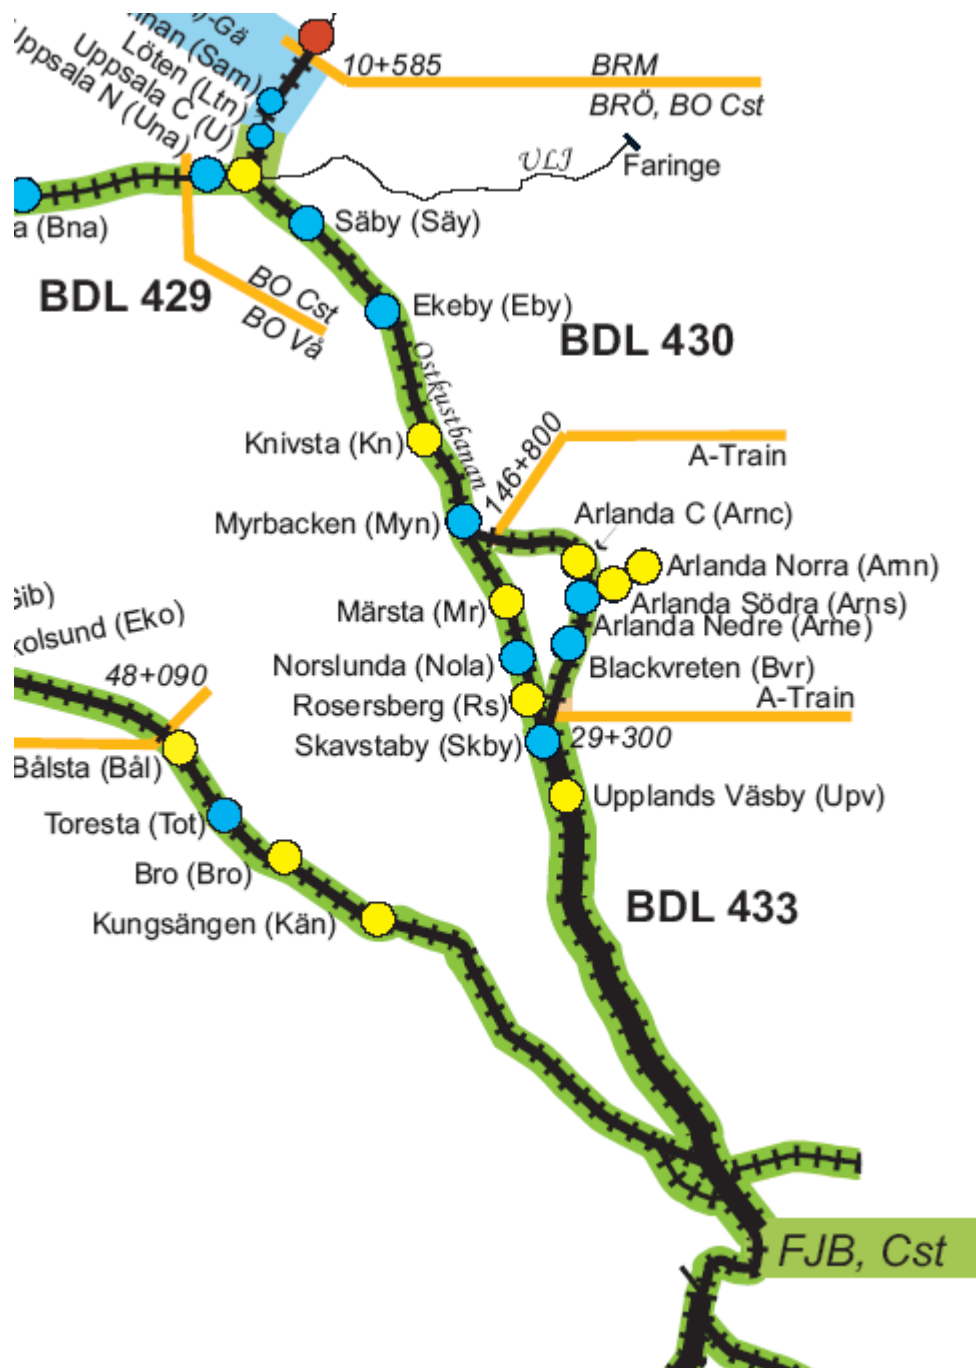 )-Gä
nnan (Sam)
Löten (Ltn)
Uppsala C (U)
Uppsala N (Una)
10+585
BRM
BRÖ, BO Cst
ULJ
Faringe
a (Bna)
Säby (Säy)
BDL 429
BO Cst
BO Vå
Ekeby (Eby)
BDL 430
Ostkustbanan
Knivsta (Kn)
146+800
A-Train
Myrbacken (Myn)
Arlanda C (Arnc)
Arlanda Norra (Arnn)
Arlanda Södra (Arns)
Arlanda Nedre (Arne)
Märsta (Mr)
Gib)
kolsund (Eko)
Norslunda (Nola)
Blackvreten (Bvr)
48+090
Rosersberg (Rs)
A-Train
Skavstaby (Skby)
29+300
Bålsta (Bål)
Upplands Väsby (Upv)
Toresta (Tot)
Bro (Bro)
BDL 433
Kungsängen (Kän)
FJB, Cst